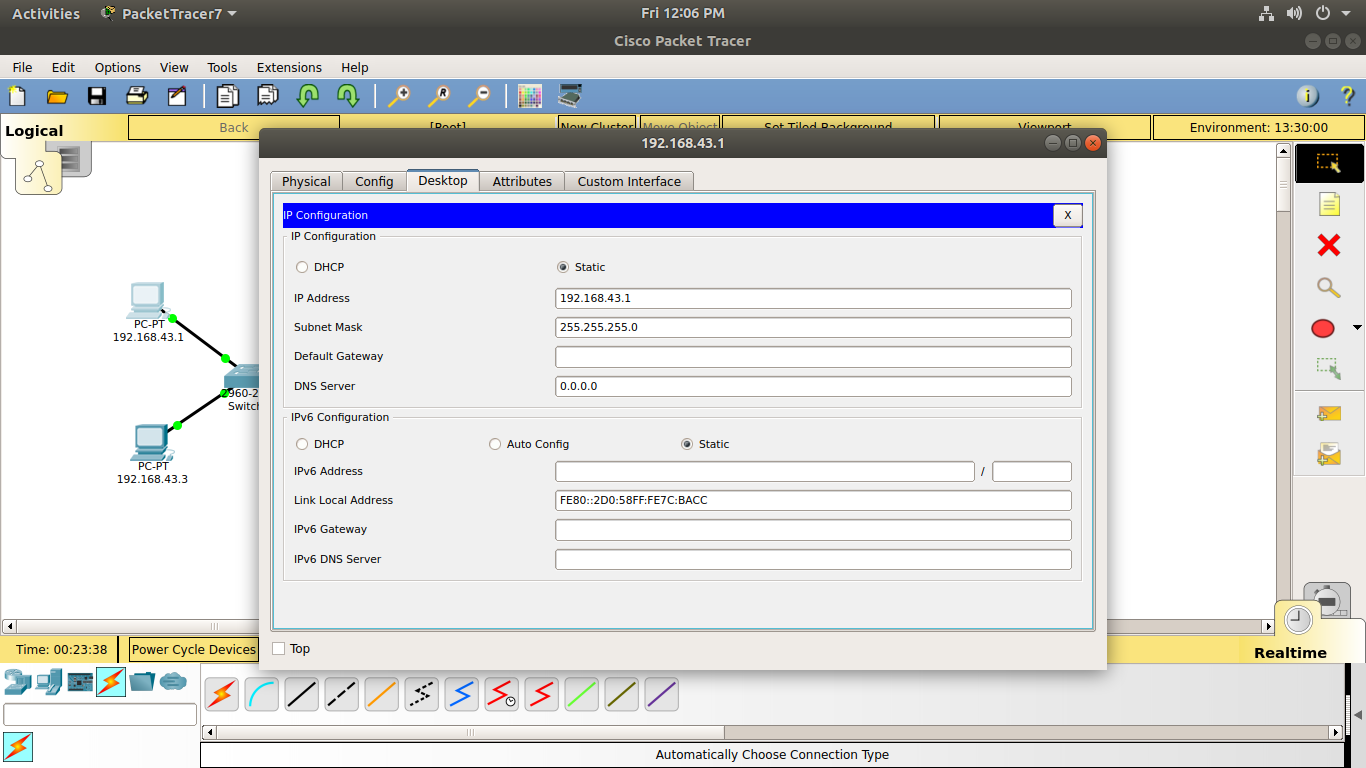 Activities PacketTracer7 Fri 12:06 PM
Cisco Packet Tracer
File Edit Options View Tools Extensions Help
Logical Back [Root] New Cluster Move Object Set Tiled Background Viewport Environment: 13:30:00
192.168.43.1
Physical Config Desktop Attributes Custom Interface
IP Configuration X
IP Configuration
DHCP Static
IP Address 192.168.43.1
Subnet Mask 255.255.255.0
Default Gateway
DNS Server 0.0.0.0
IPv6 Configuration
DHCP Auto Config Static
IPv6 Address /
Link Local Address FE80::2D0:58FF:FE7C:BACC
IPv6 Gateway
IPv6 DNS Server
Top
PC-PT
192.168.43.1
2960-2
Switch
PC-PT
192.168.43.3
Time: 00:23:38 Power Cycle Devices Realtime
Automatically Choose Connection Type